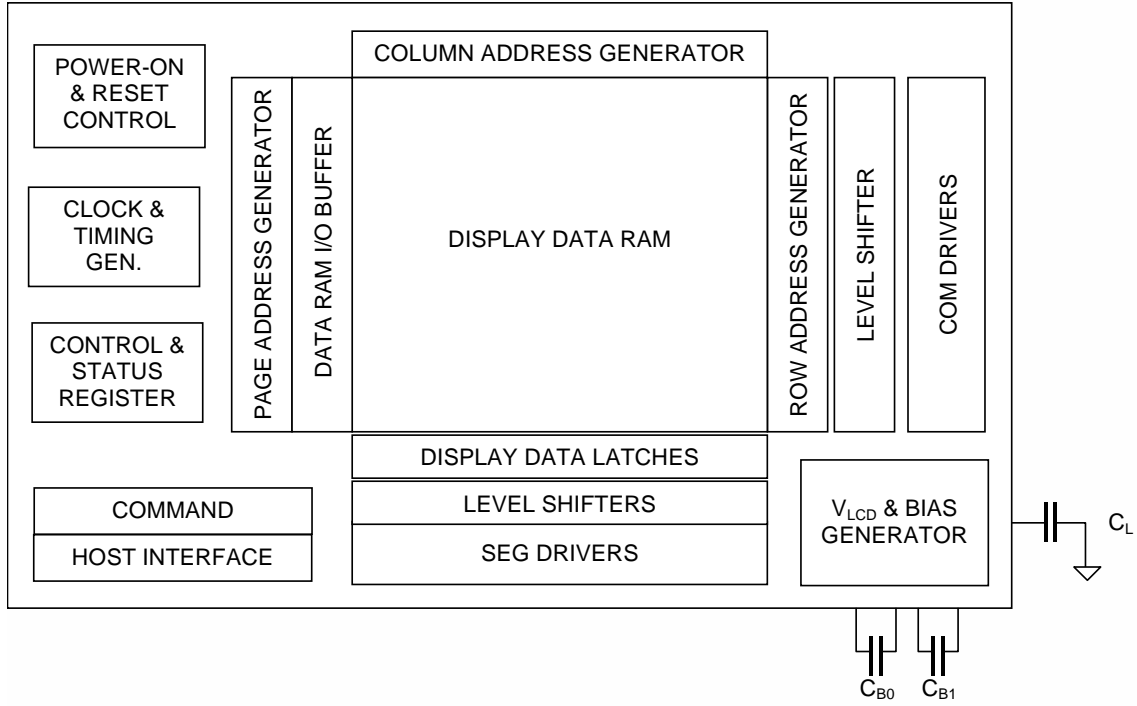 COLUMN ADDRESS GENERATOR
POWER-ON
& RESET
CONTROL
CLOCK &
TIMING
GEN.
CONTROL &
STATUS
REGISTER
PAGE ADDRESS GENERATOR
DATA RAM I/O BUFFER
DISPLAY DATA RAM
ROW ADDRESS GENERATOR
LEVEL SHIFTER
COM DRIVERS
DISPLAY DATA LATCHES
COMMAND
HOST INTERFACE
LEVEL SHIFTERS
SEG DRIVERS
VLCD & BIAS
GENERATOR
CL
CB0
CB1